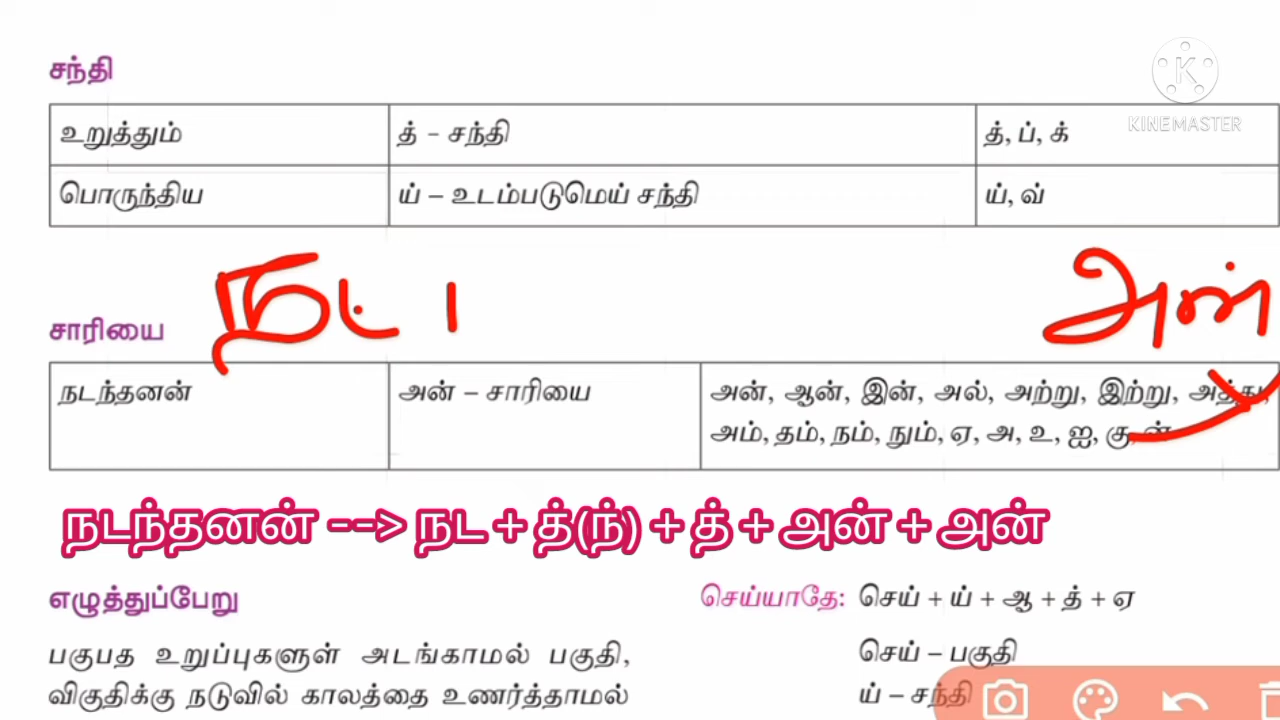 சந்தி
K
KINEMASTER
உறுத்தும் த் - சந்தி த், ப், க்
பொருந்திய ய் – உடம்படுமெய் சந்தி ய், வ்
நட அன்
சாரியை
நடந்தனன் அன் – சாரியை அன், ஆன், இன், அல், அற்று, இற்று, அத்து,
அம், தம், நம், நும், ஏ, அ, உ, ஐ, கு, ன்
நடந்தனன் --> நட + த்(ந்) + த் + அன் + அன்
எழுத்துப்பேறு செய்யாதே: செய் + ய் + ஆ + த் + ஏ
பகுபத உறுப்புகளுள் அடங்காமல் பகுதி, செய் – பகுதி
விகுதிக்கு நடுவில் காலத்தை உணர்த்தாமல் ய் – சந்தி